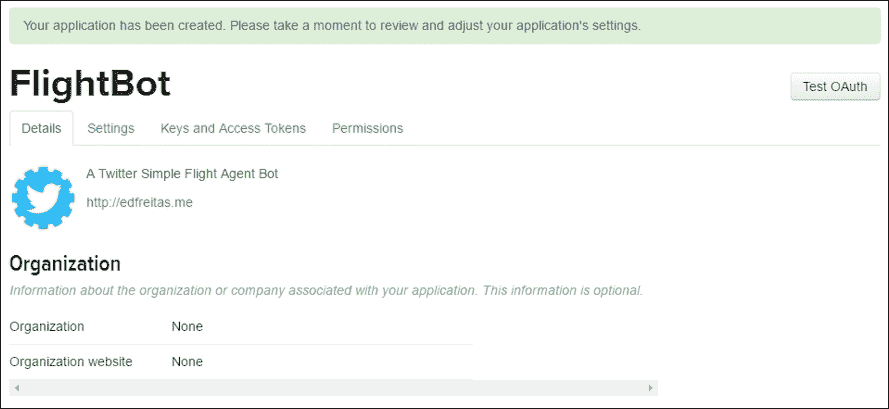 Your application has been created. Please take a moment to review and adjust your application's settings.
FlightBot
Test OAuth
Details Settings Keys and Access Tokens Permissions
A Twitter Simple Flight Agent Bot
http://edfreitas.me
Organization
Information about the organization or company associated with your application. This information is optional.
Organization None
Organization website None